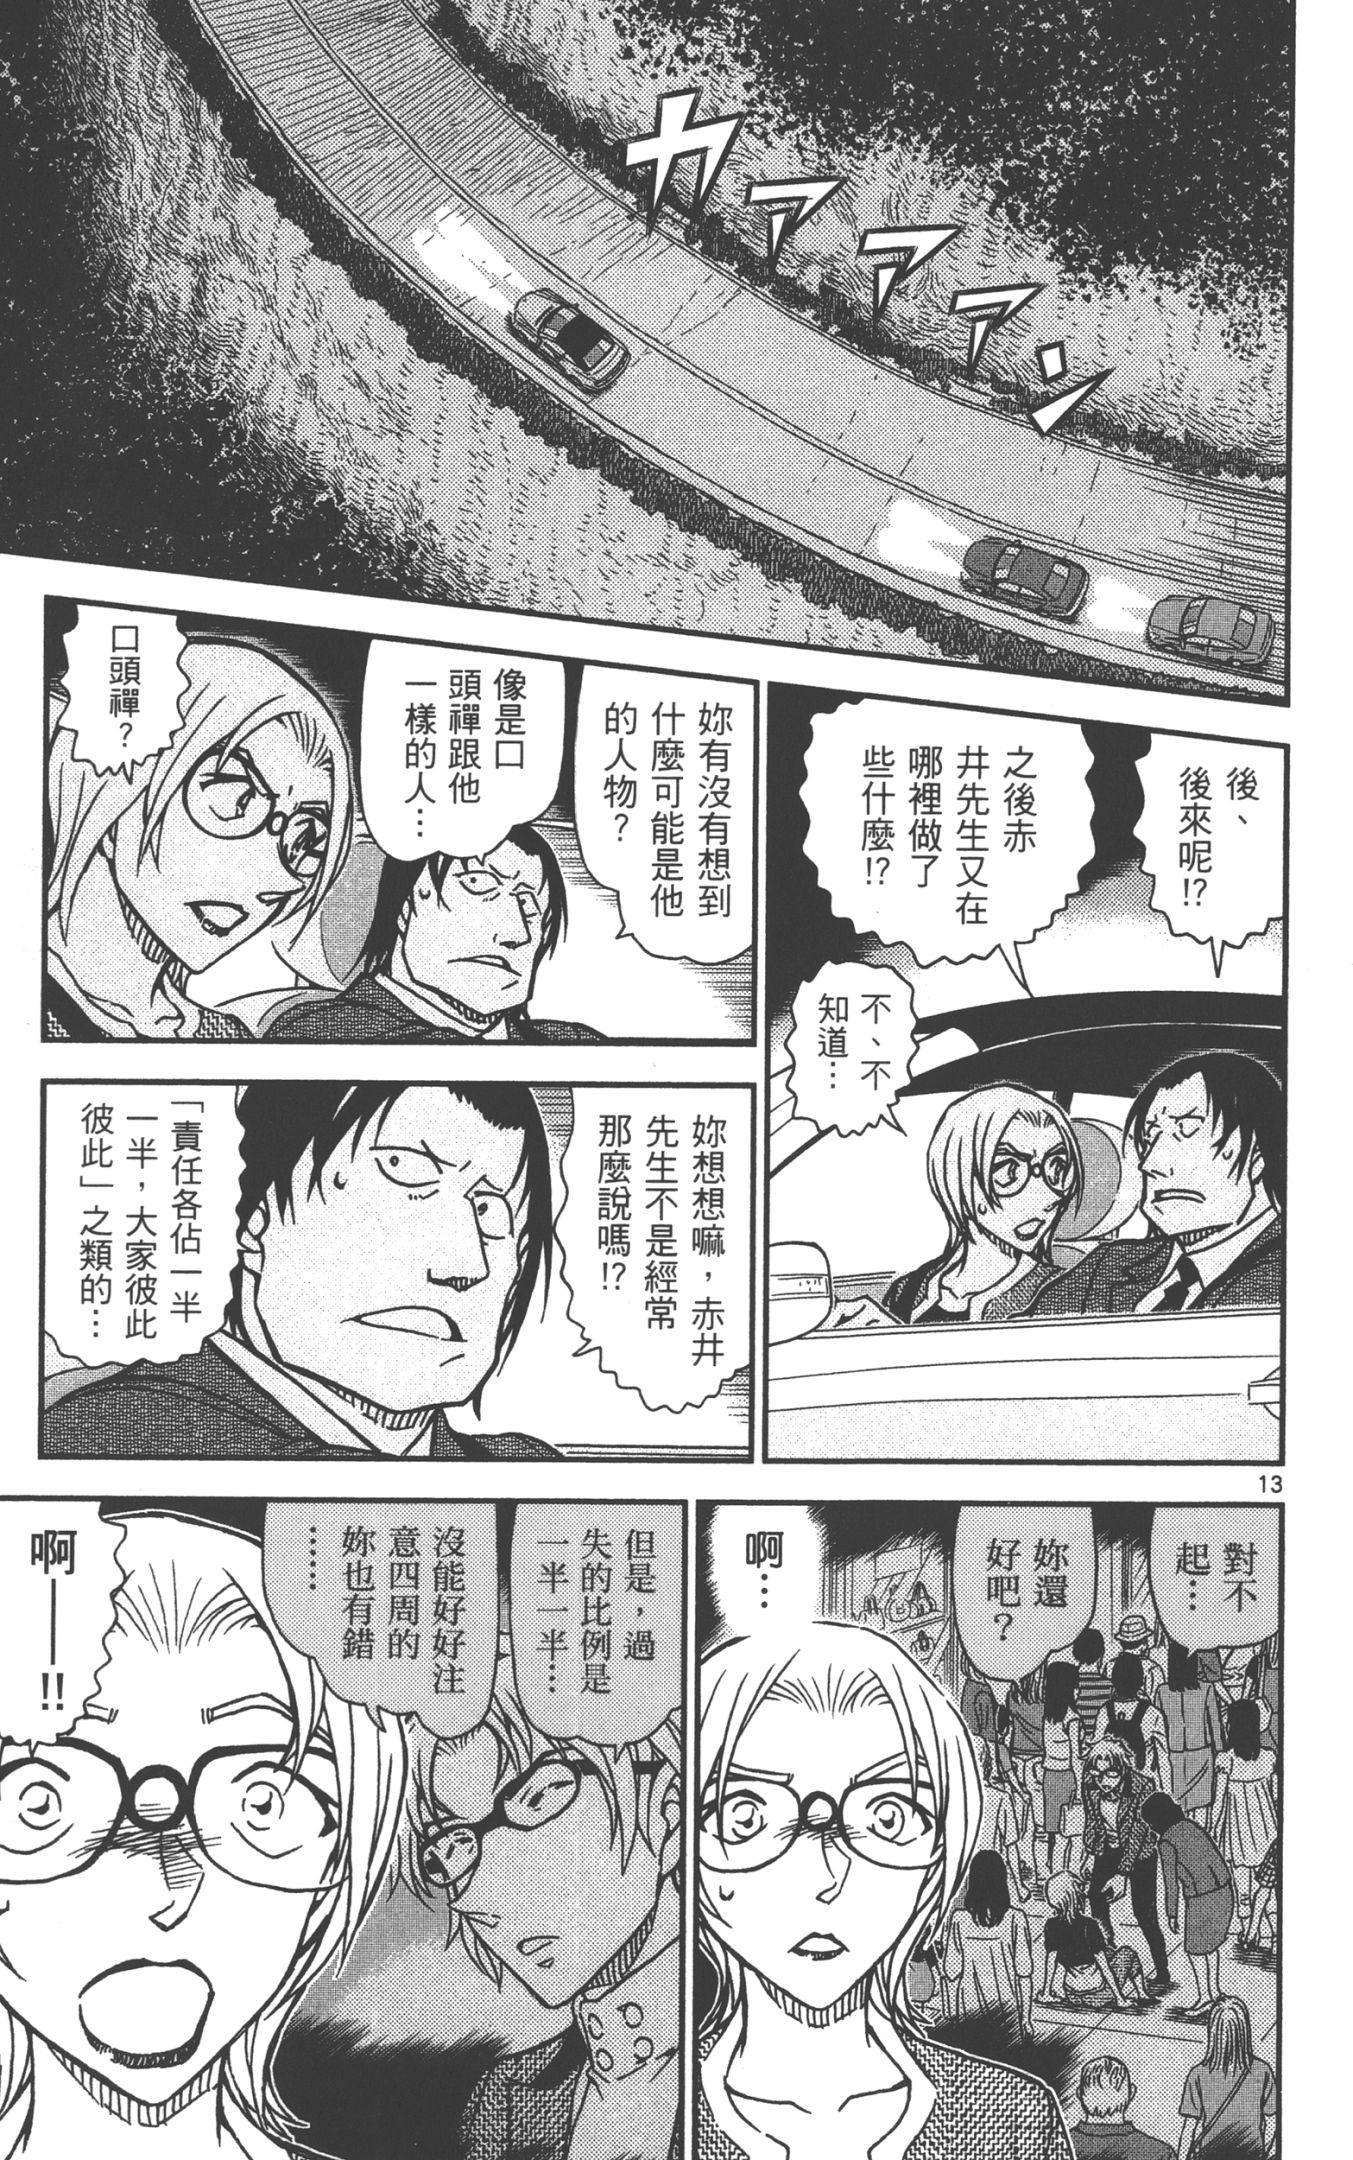 カァァァン
後、
後來呢!?
之後赤
井先生又在
哪裡做了
些什麼!?
不、不
知道…
妳有沒有想到
什麼可能是他
的人物?
像是口
頭禪跟他
一樣的人…
口頭禪?
妳想想嘛,赤井
先生不是經常
那麼說嗎!?
「責任各佔一半
一半,大家彼此
彼此」之類的…
13
對不
起…
妳還
好吧?
啊…
但是,過
失的比例是
一半一半…
沒能好好注
意四周的
妳也有錯
……
啊——!!